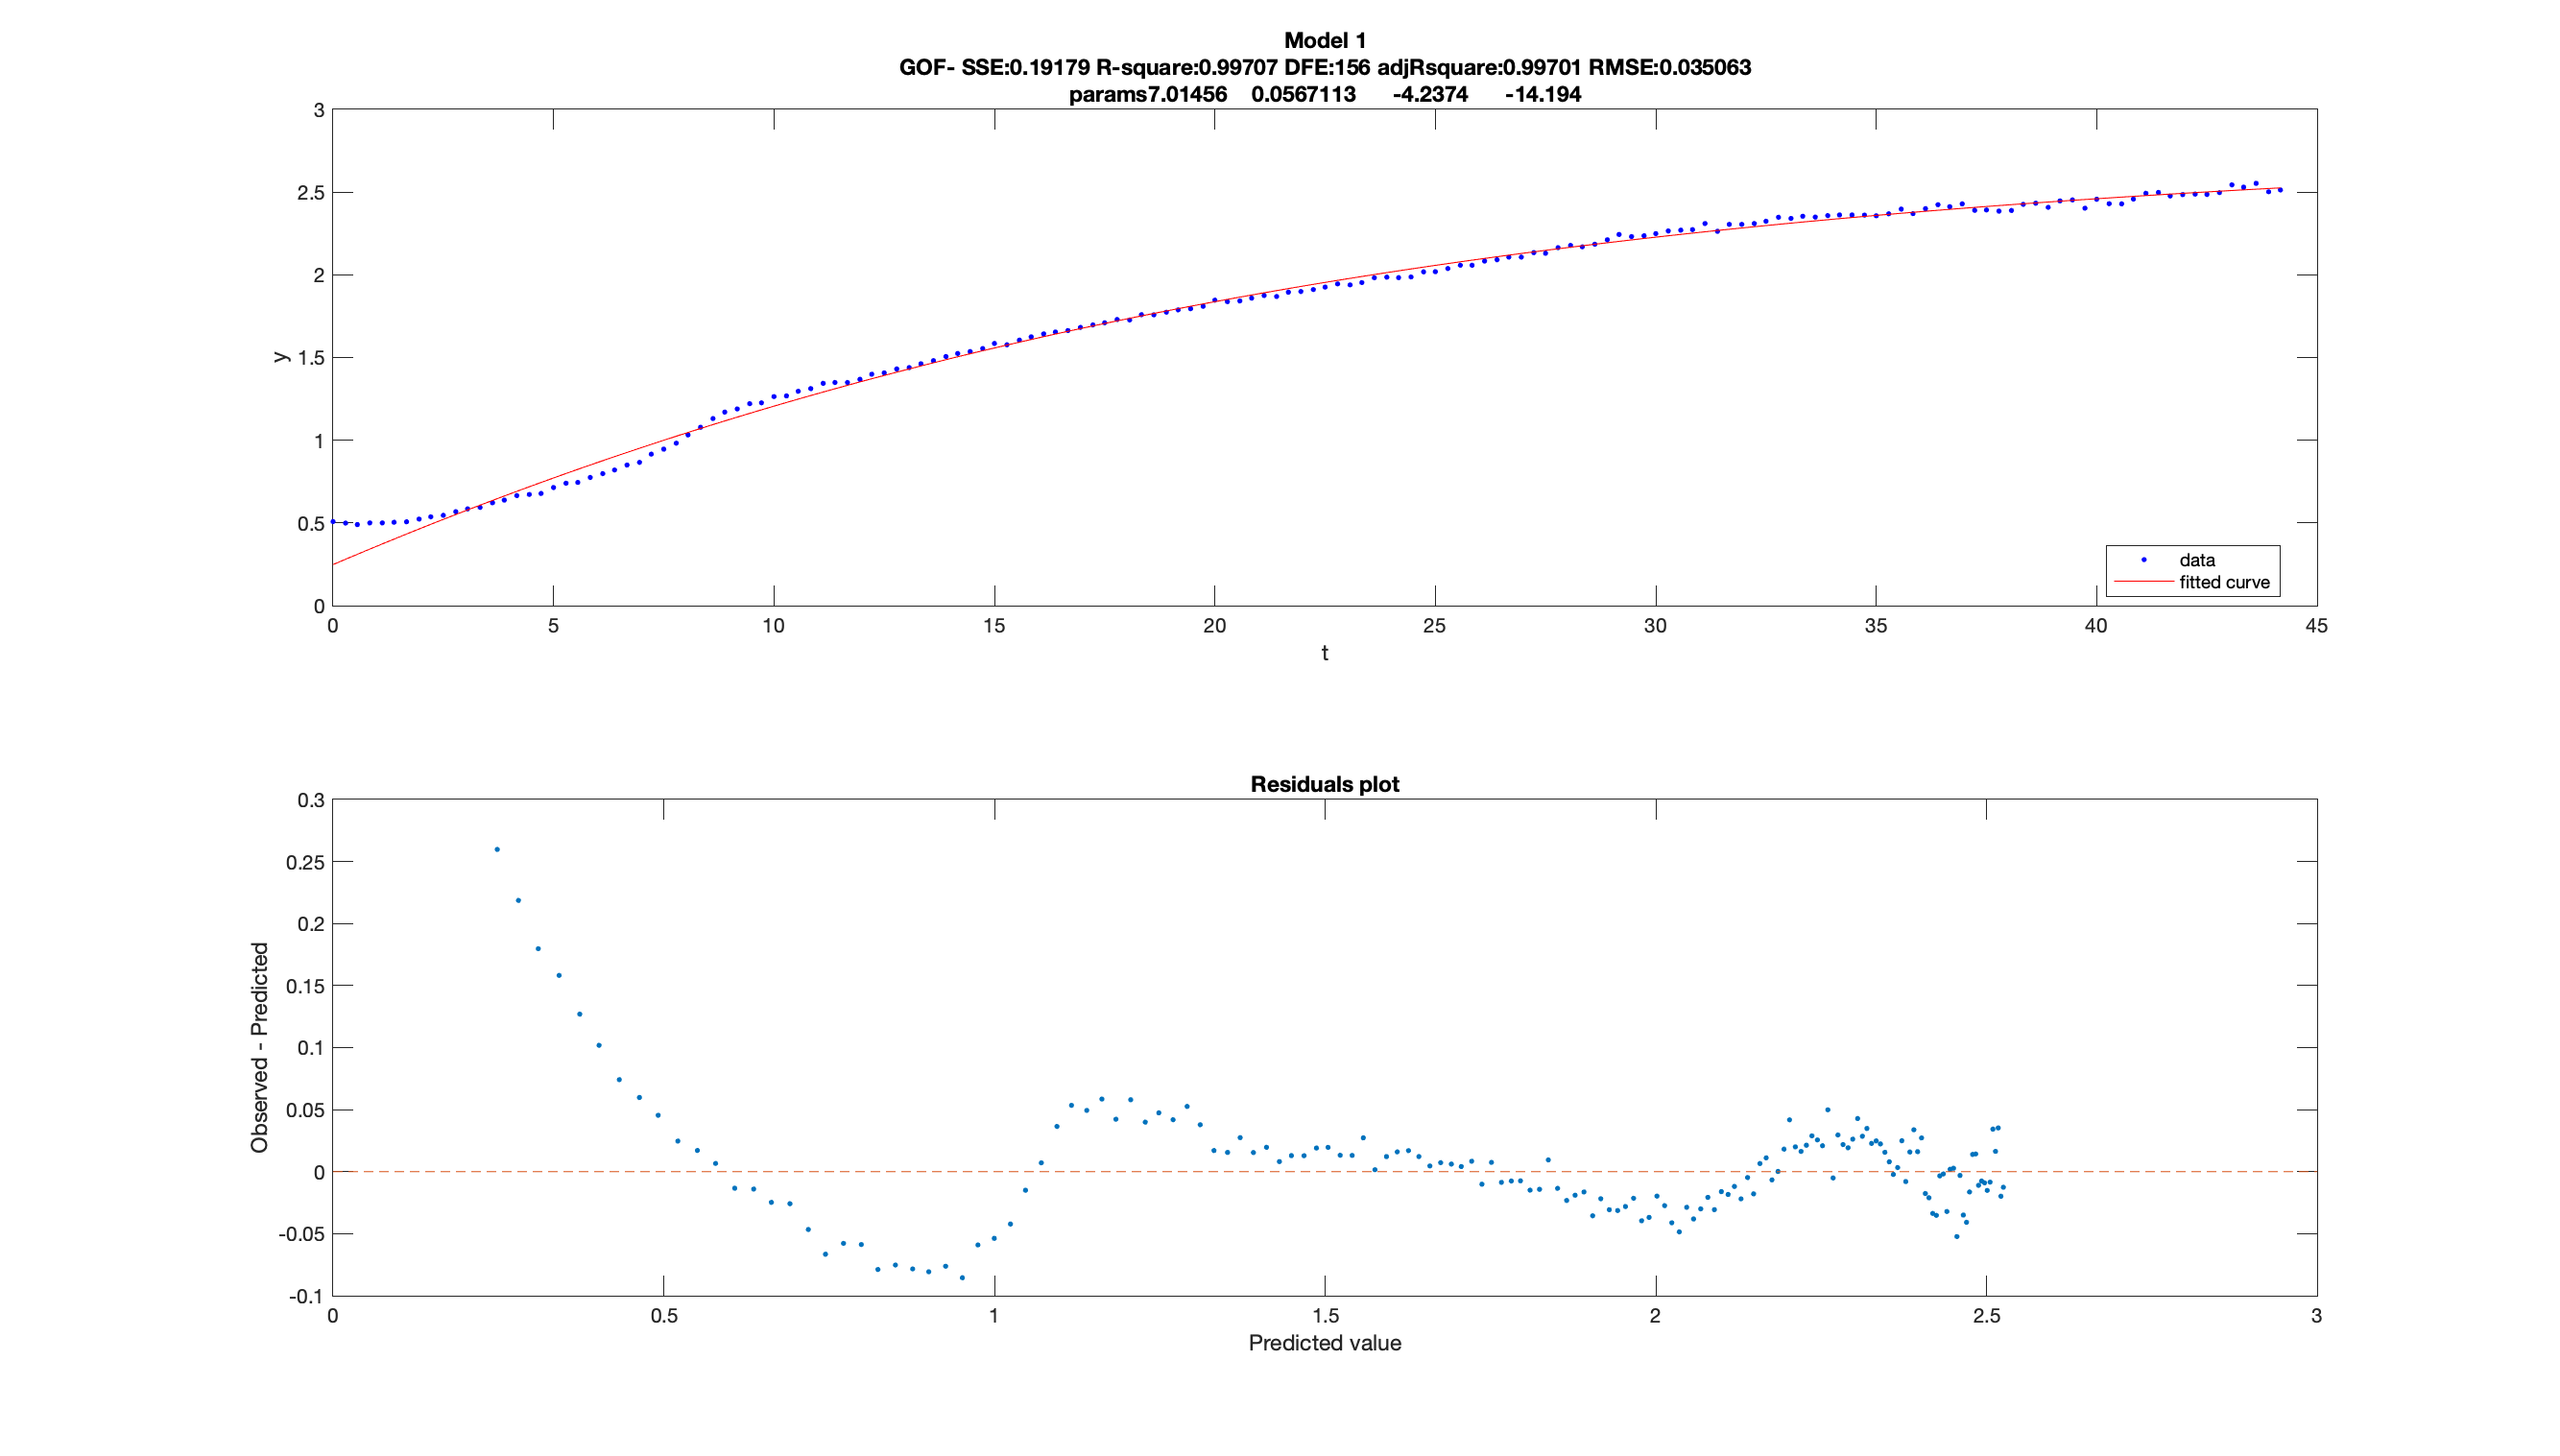 Model 1
GOF- SSE:0.19179 R-square:0.99707 DFE:156 adjRsquare:0.99701 RMSE:0.035063
params7.01456 0.0567113 -4.2374 -14.194
3
2.5
2
1.5
1
0.5
0
y
0 5 10 15 20 25 30 35 40 45
t
data
fitted curve
Residuals plot
0.3
0.25
0.2
0.15
0.1
0.05
0
-0.05
-0.1
Observed - Predicted
0 0.5 1 1.5 2 2.5 3
Predicted value